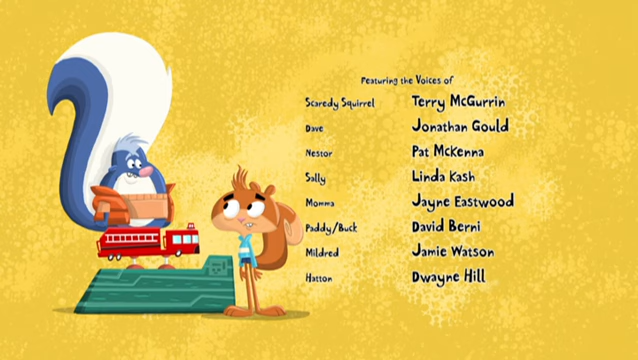 Featuring the Voices of
Scaredy Squirrel Terry McGurrin
Dave Jonathan Gould
Nestor Pat McKenna
Sally Linda Kash
Momma Jayne Eastwood
Paddy/Buck David Berni
Mildred Jamie Watson
Hatton Dwayne Hill